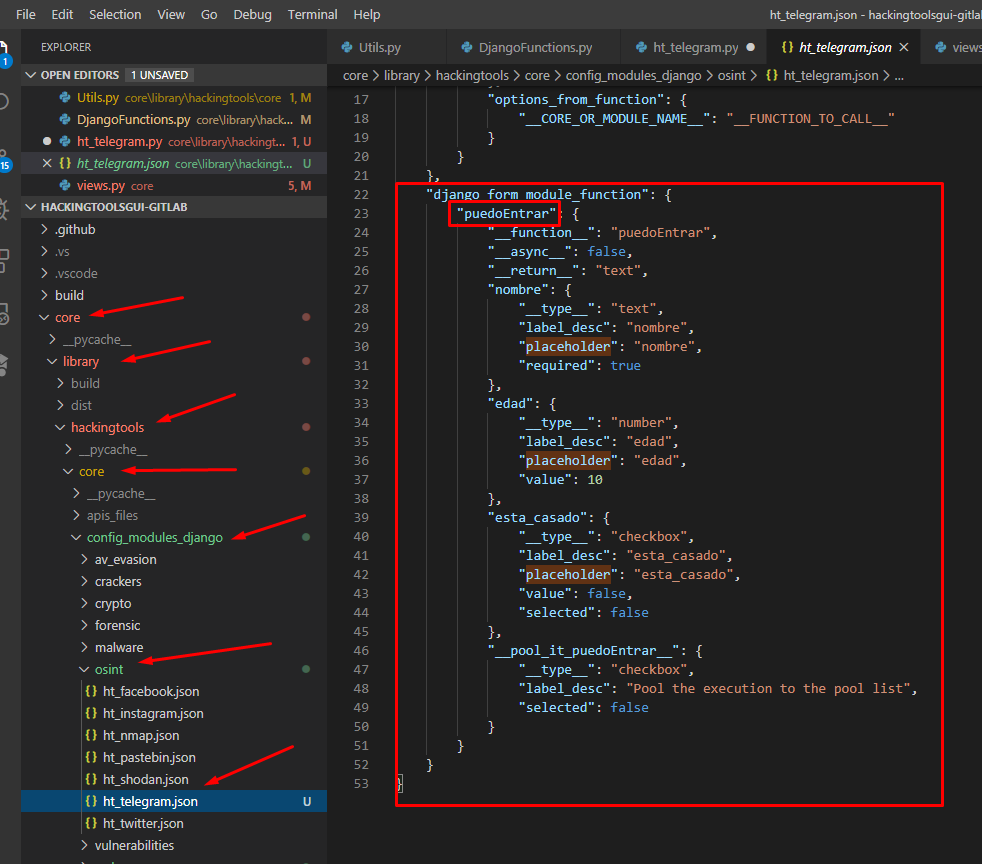 File Edit Selection View Go Debug Terminal Help
ht_telegram.json - hackingtoolsgui-gitlab
EXPLORER
Utils.py DjangoFunctions.py ht_telegram.py ht_telegram.json views
1
15
OPEN EDITORS 1 UNSAVED
Utils.py core\library\hackingtools\core 1, M
DjangoFunctions.py core\library\hack... M
ht_telegram.py core\library\hackingt... 1, U
ht_telegram.json core\library\hackingt... U
views.py core 5, M
HACKINGTOOLSGUI-GITLAB
.github
.vs
.vscode
build
core
__pycache__
library
build
dist
hackingtools
__pycache__
core
__pycache__
apis_files
config_modules_django
av_evasion
crackers
crypto
forensic
malware
osint
ht_facebook.json
ht_instagram.json
ht_nmap.json
ht_pastebin.json
ht_shodan.json
ht_telegram.json U
ht_twitter.json
vulnerabilities
core > library > hackingtools > core > config_modules_django > osint > {} ht_telegram.json > ...
17 "options_from_function": {
18 "__CORE_OR_MODULE_NAME__": "__FUNCTION_TO_CALL__"
19 }
20 }
21 },
22 "django_form_module_function": {
23 "puedoEntrar": {
24 "__function__": "puedoEntrar",
25 "__async__": false,
26 "__return__": "text",
27 "nombre": {
28 "__type__": "text",
29 "label_desc": "nombre",
30 "placeholder": "nombre",
31 "required": true
32 },
33 "edad": {
34 "__type__": "number",
35 "label_desc": "edad",
36 "placeholder": "edad",
37 "value": 10
38 },
39 "esta_casado": {
40 "__type__": "checkbox",
41 "label_desc": "esta_casado",
42 "placeholder": "esta_casado",
43 "value": false,
44 "selected": false
45 },
46 "__pool_it_puedoEntrar__": {
47 "__type__": "checkbox",
48 "label_desc": "Pool the execution to the pool list",
49 "selected": false
50 }
51 }
52 }
53 }